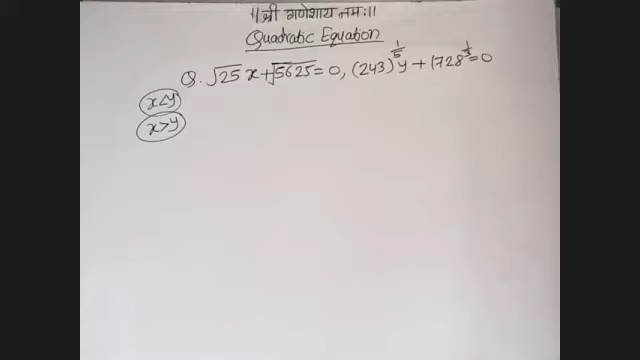 ॥श्री गणेशाय नमः॥
Quadratic Equation
Q. √25 x + √5625 = 0, (243)^1/5 y + 1728^1/3 = 0
x<y
x>y